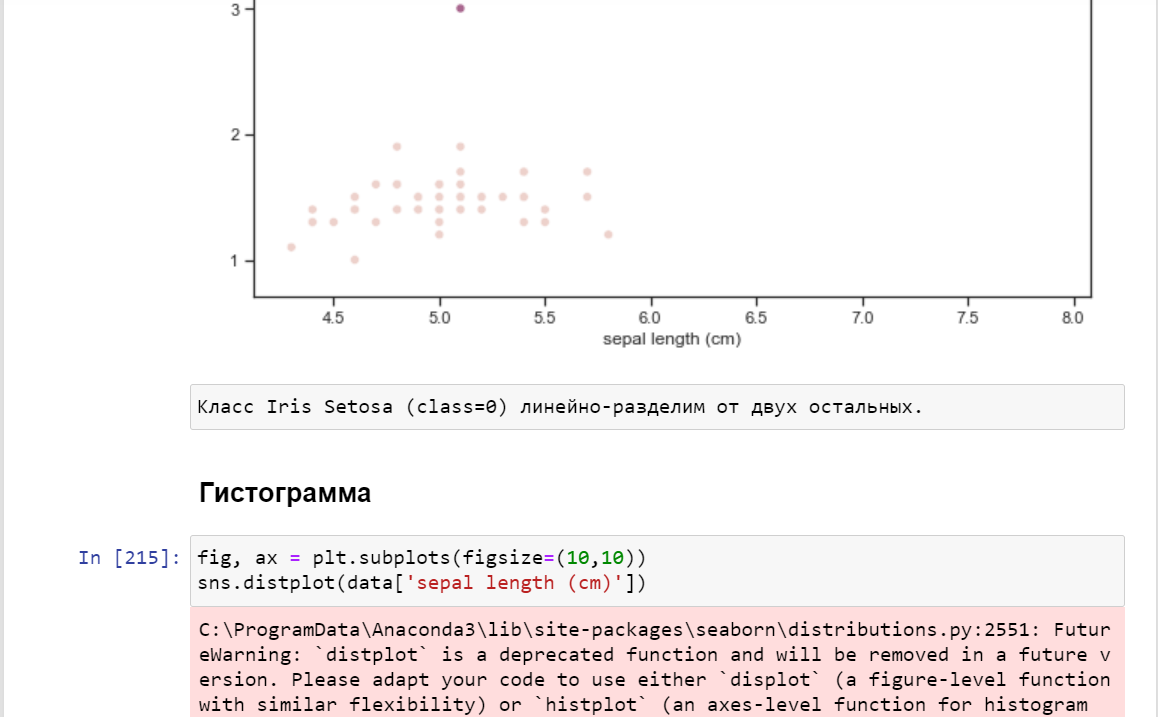 3
2
1
4.5 5.0 5.5 6.0 6.5 7.0 7.5 8.0
sepal length (cm)
Класс Iris Setosa (class=0) линейно-разделим от двух остальных.
Гистограмма
In [215]: fig, ax = plt.subplots(figsize=(10,10))
sns.distplot(data['sepal length (cm)'])
C:\ProgramData\Anaconda3\lib\site-packages\seaborn\distributions.py:2551: Futur
eWarning: `distplot` is a deprecated function and will be removed in a future v
ersion. Please adapt your code to use either `displot` (a figure-level function
with similar flexibility) or `histplot` (an axes-level function for histogram